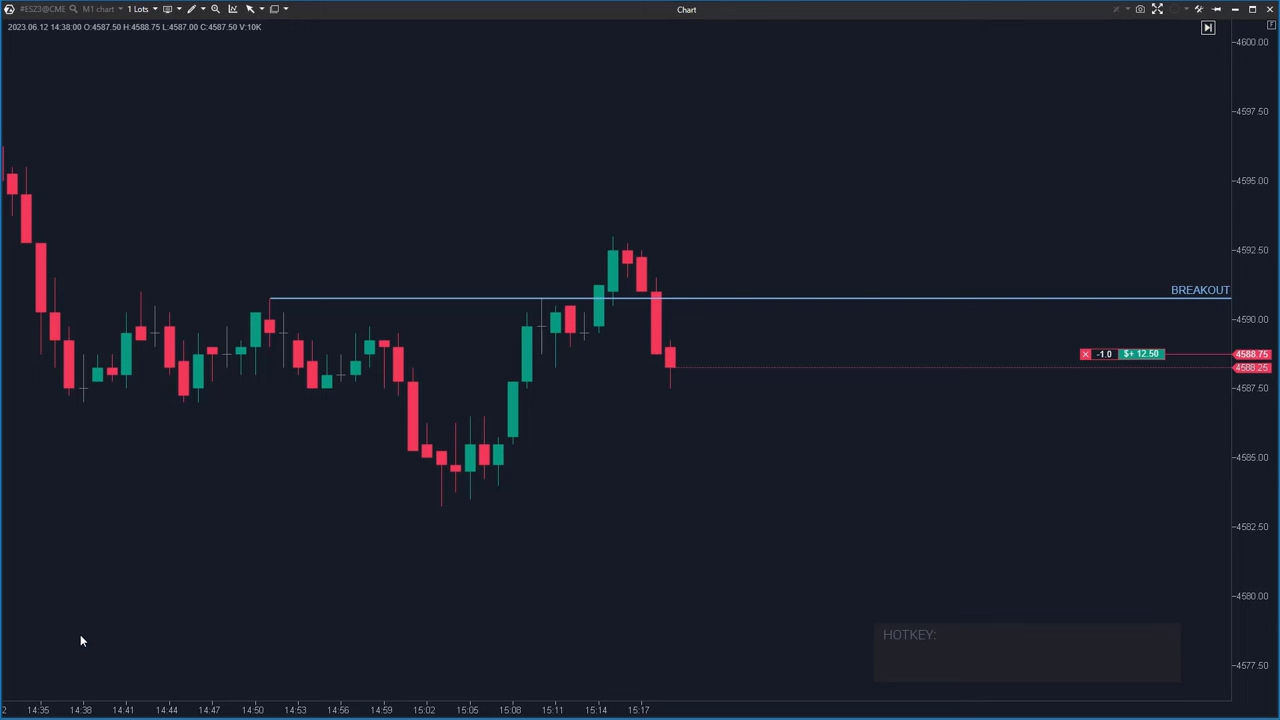 #ESZ3@CME M1 chart 1 Lots Chart
2023.06.12 14:38:00 O:4587.50 H:4588.75 L:4587.00 C:4587.50 V:10K
F
4600.00
4597.50
4595.00
4592.50
BREAKOUT
4590.00
-1.0 $+ 12.50 4588.75
4588.25
4587.50
4585.00
4582.50
4580.00
HOTKEY:
4577.50
2 14:35 14:38 14:41 14:44 14:47 14:50 14:53 14:56 14:59 15:02 15:05 15:08 15:11 15:14 15:17